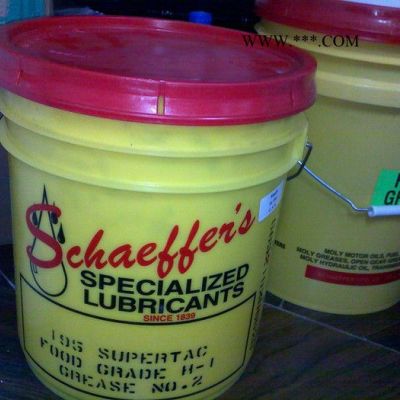 WWW.***.COM
Schaeffer's
SPECIALIZED
LUBRICANTS
SINCE 1839
195 SUPERTAC
FOOD GRADE H-1
GREASE NO.2
MOLY MOTOR OILS, FUEL
MOLY GREASES, OPEN GEAR
MOLY HYDRAULIC OIL,